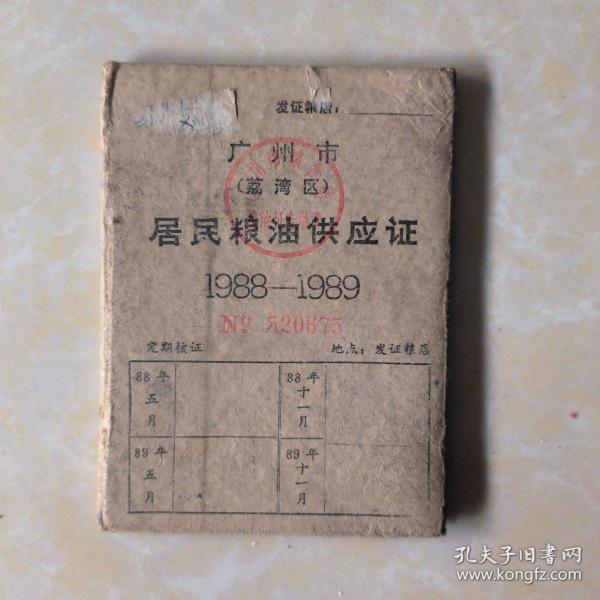 发证粮店：
广州市
（荔湾区）
居民粮油供应证
1988—1989
Nº 520675
定期核证 地点：发证粮店
88年五月
88年十一月
89年五月
89年十一月
孔夫子旧书网
www.kongfz.com